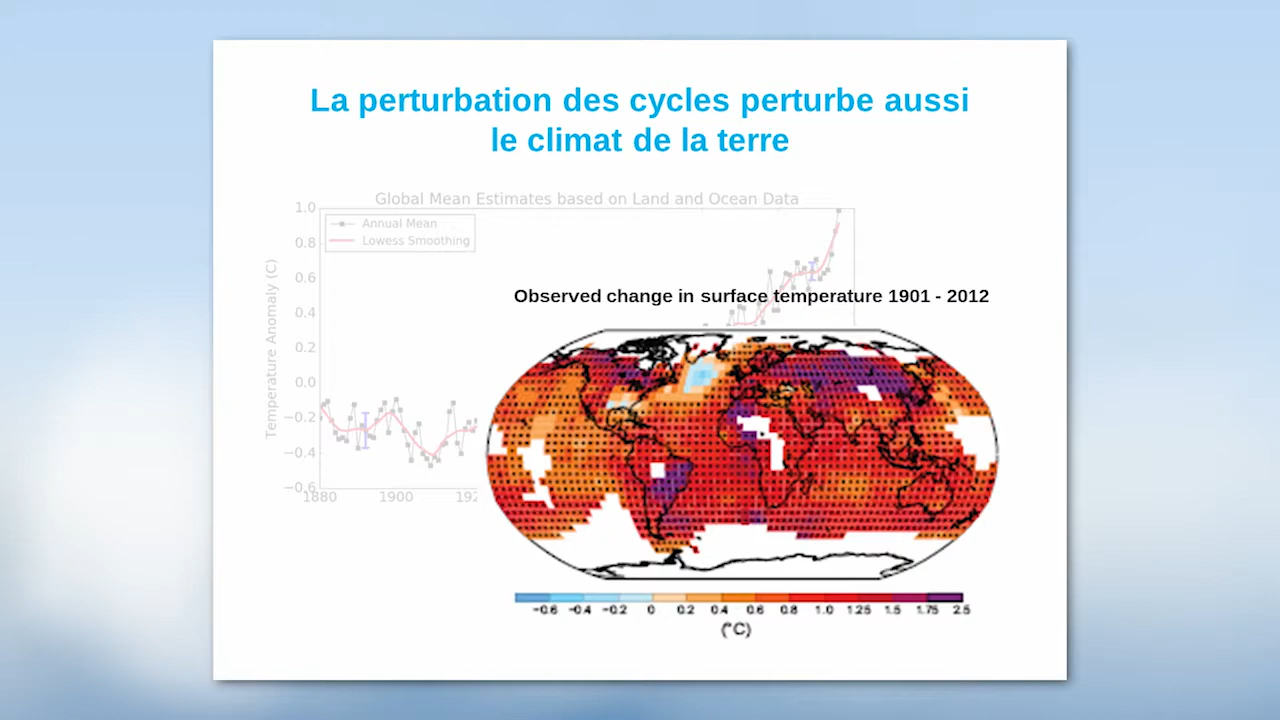 La perturbation des cycles perturbe aussi
le climat de la terre
Global Mean Estimates based on Land and Ocean Data
Annual Mean
Lowess Smoothing
Temperature Anomaly (C)
1.0
0.8
0.6
0.4
0.2
0.0
−0.2
−0.4
−0.6
1880 1900 192
Observed change in surface temperature 1901 - 2012
−0.6 −0.4 −0.2 0 0.2 0.4 0.6 0.8 1.0 1.25 1.5 1.75 2.5
(°C)